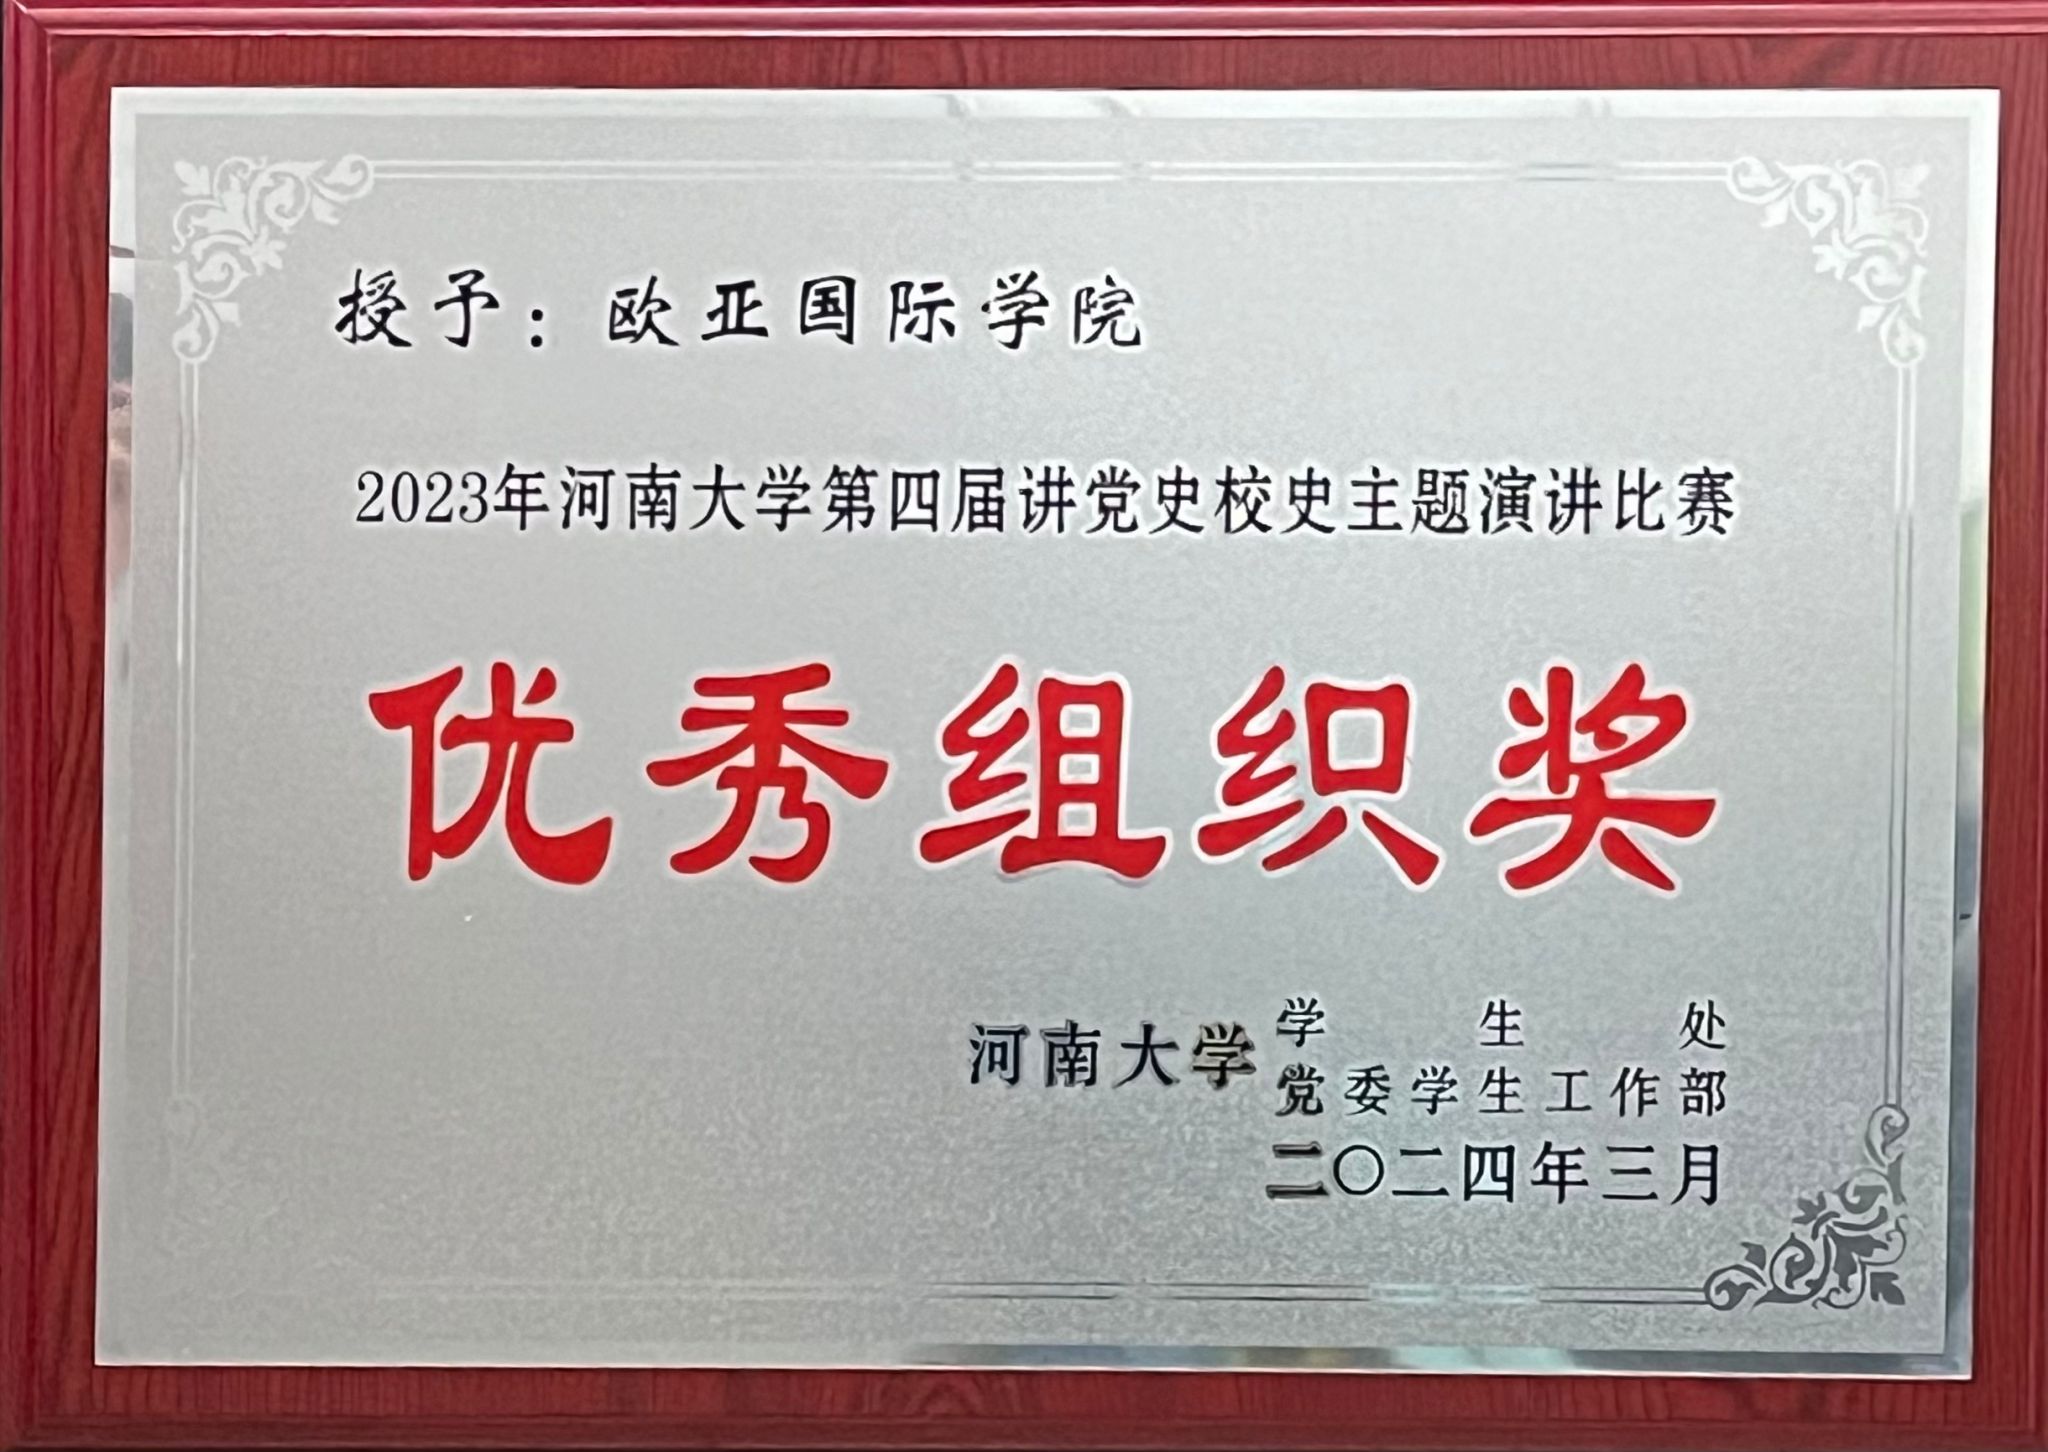 授予：欧亚国际学院
2023年河南大学第四届讲党史校史主题演讲比赛
优秀组织奖
河南大学
学生处
党委学生工作部
二〇二四年三月